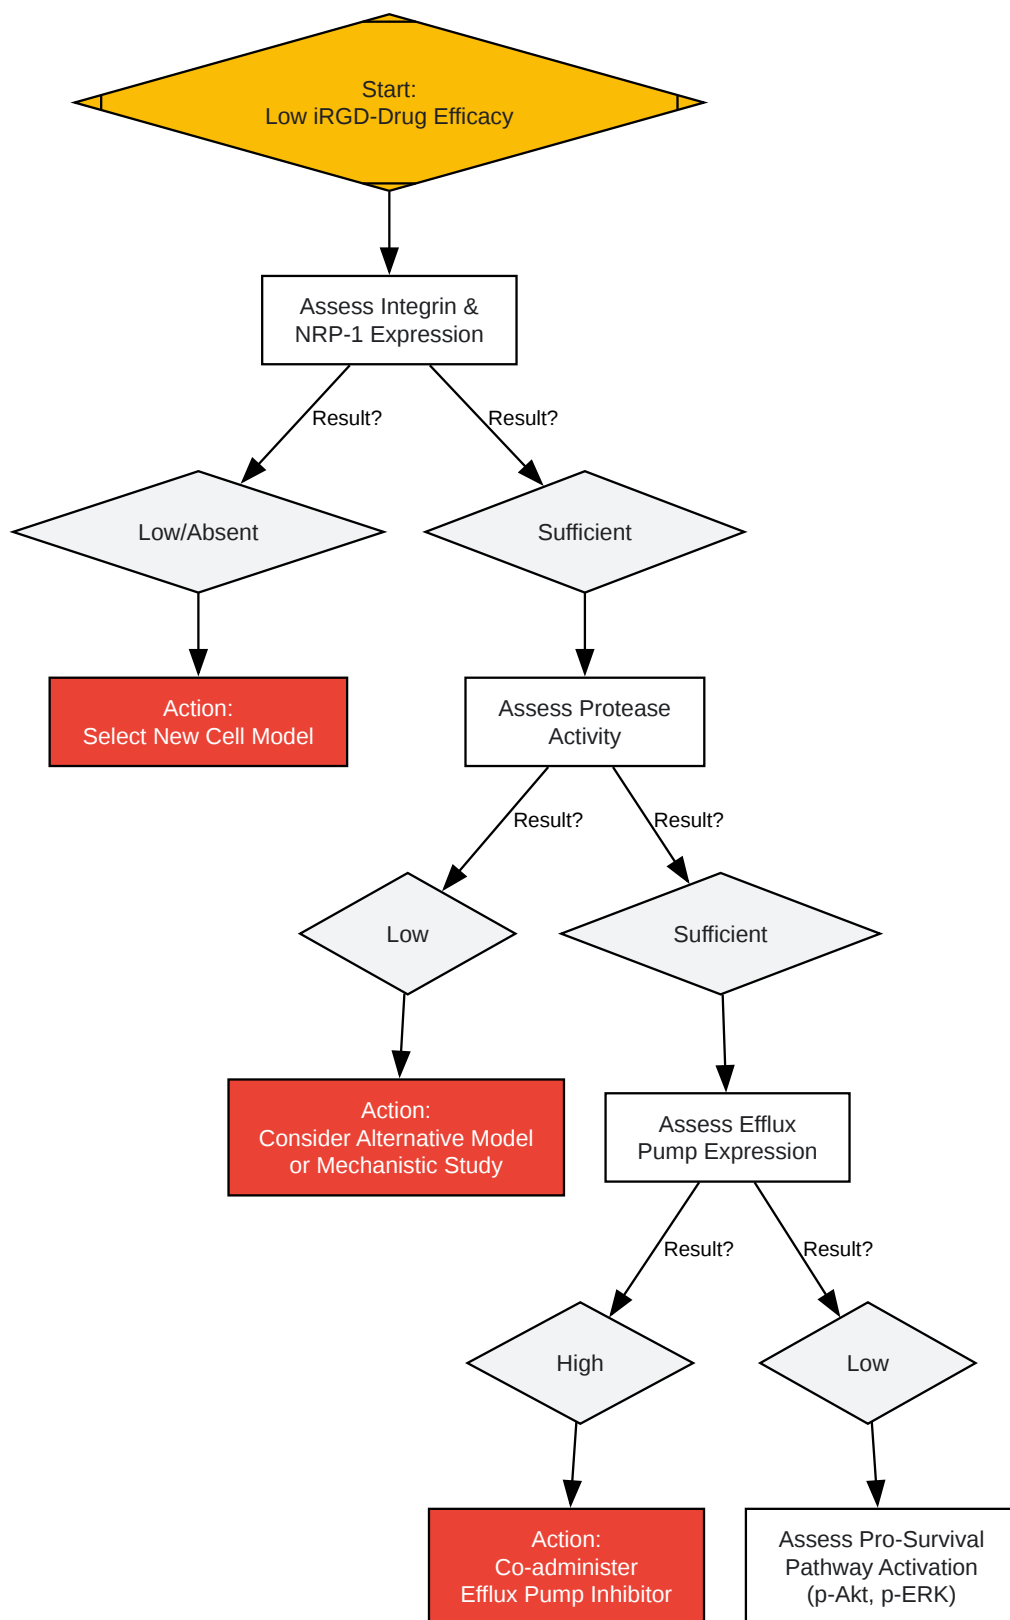 Start:
Low iRGD-Drug Efficacy
Assess Integrin &
NRP-1 Expression
Result?
Result?
Low/Absent
Sufficient
Action:
Select New Cell Model
Assess Protease
Activity
Result?
Result?
Low
Sufficient
Action:
Consider Alternative Model
or Mechanistic Study
Assess Efflux
Pump Expression
Result?
Result?
High
Low
Action:
Co-administer
Efflux Pump Inhibitor
Assess Pro-Survival
Pathway Activation
(p-Akt, p-ERK)